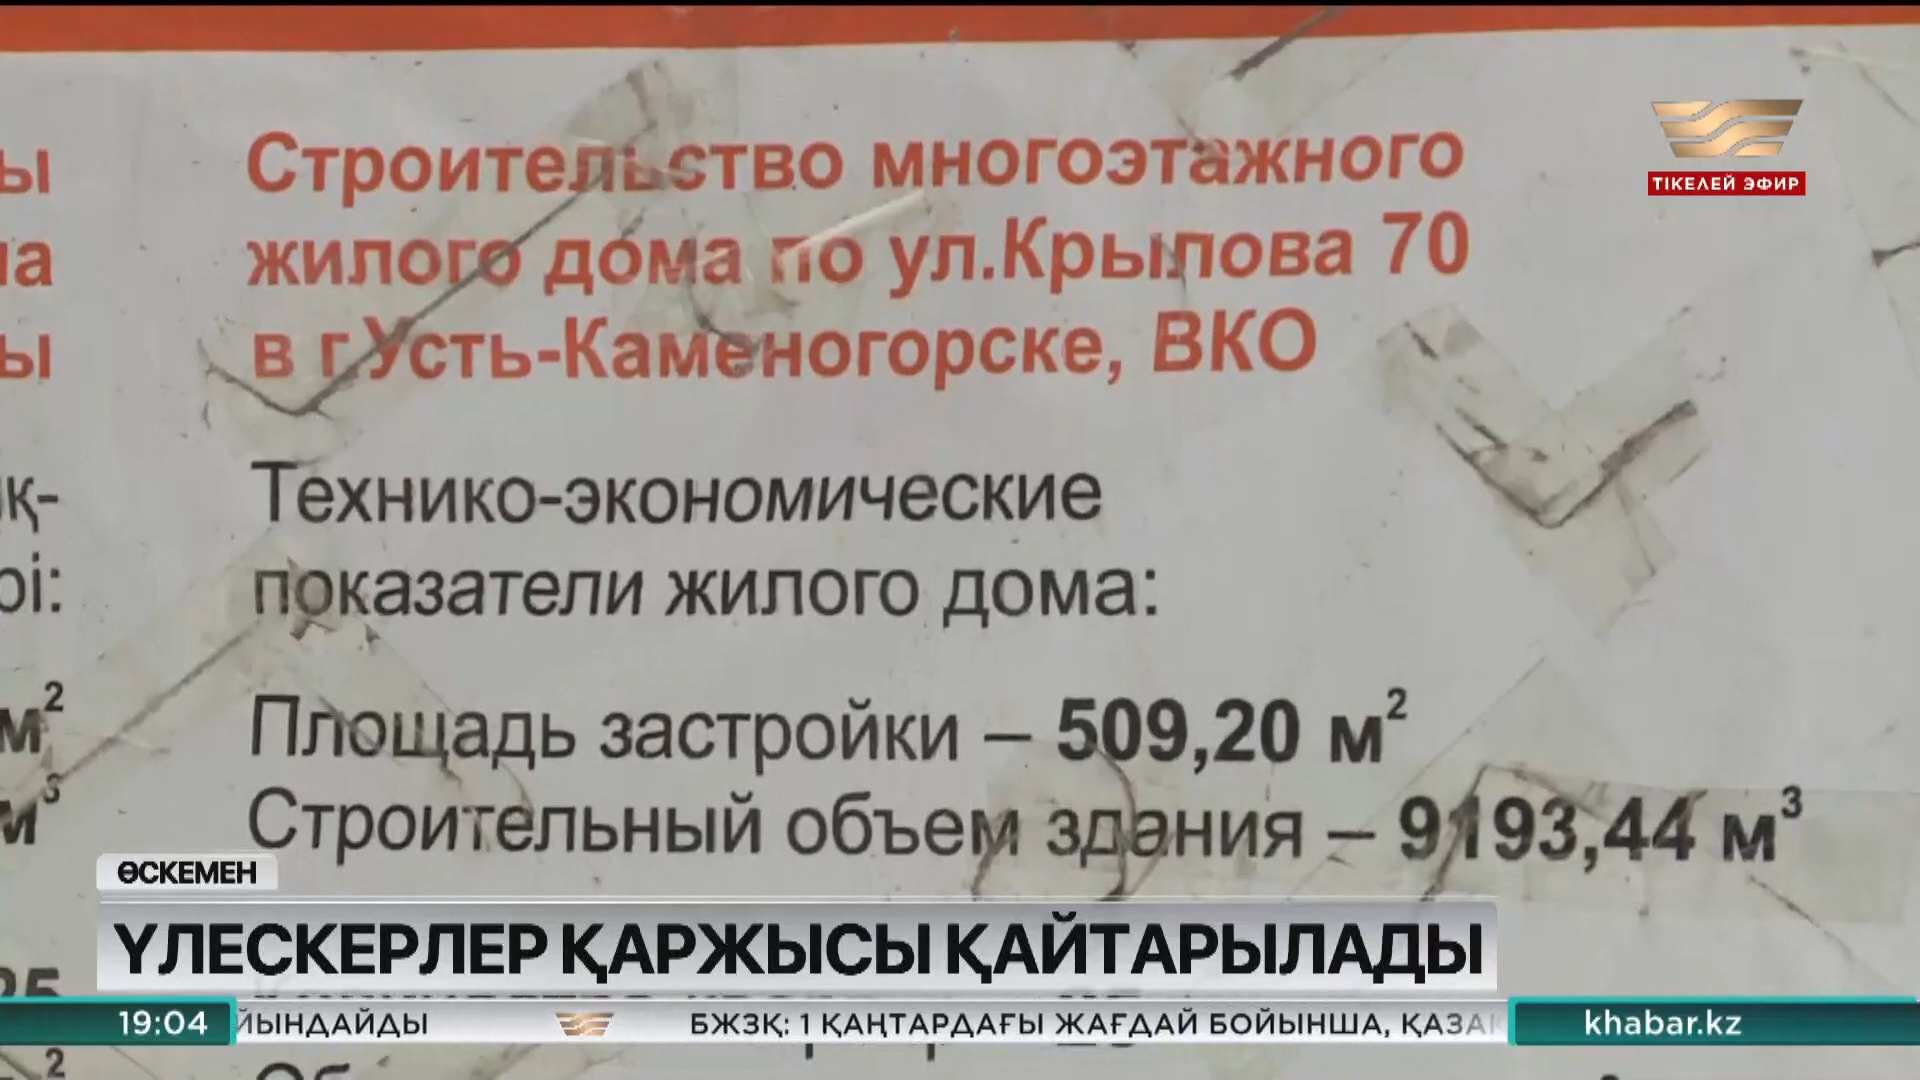 ТІКЕЛЕЙ ЭФИР
Строительство многоэтажного
жилого дома по ул.Крылова 70
в г Усть-Каменогорске, ВКО
Технико-экономические
показатели жилого дома:
Площадь застройки – 509,20 м²
Строительный объем здания – 9193,44 м³
ӨСКЕМЕН
ҮЛЕСКЕРЛЕР ҚАРЖЫСЫ ҚАЙТАРЫЛАДЫ
19:04
ЙЫНДАЙДЫ БЖЗҚ: 1 ҚАҢТАРДАҒЫ ЖАҒДАЙ БОЙЫНША, ҚАЗА
khabar.kz